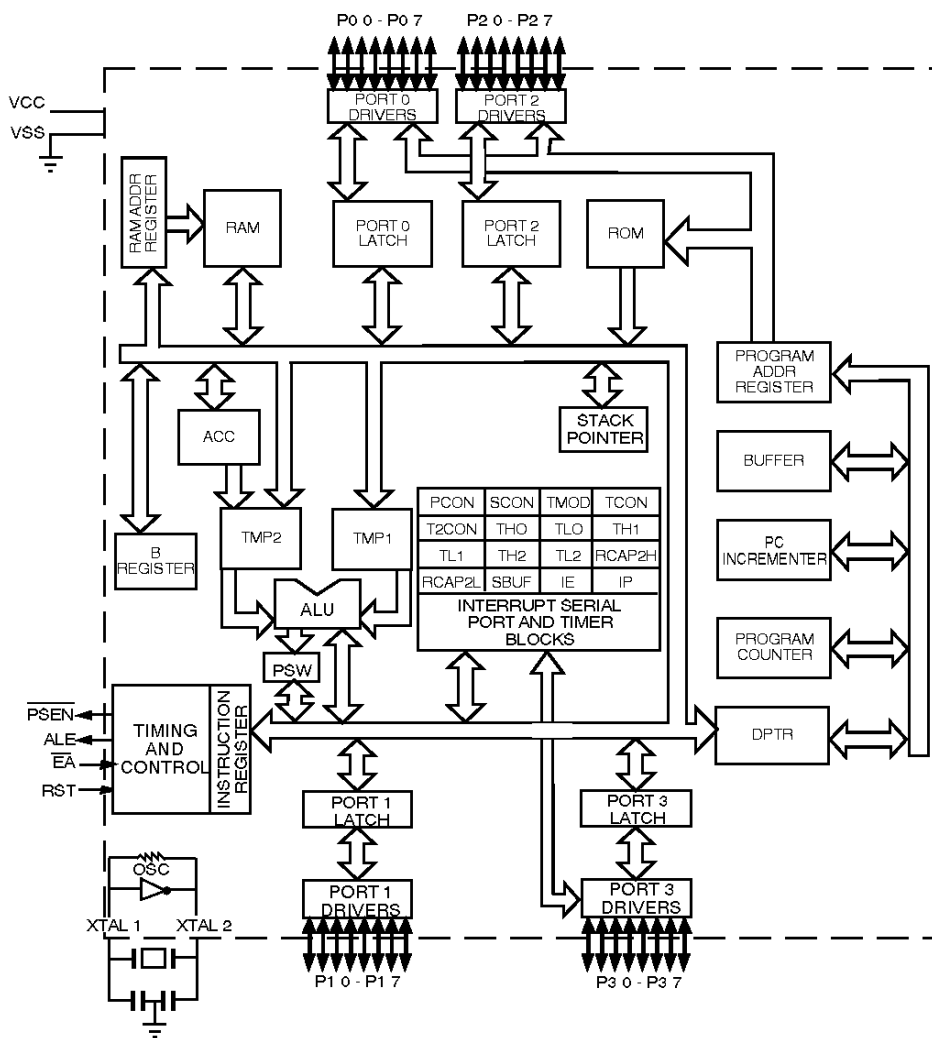 P0 0 - P0 7
P2 0 - P2 7
VCC
VSS
PORT 0
DRIVERS
PORT 2
DRIVERS
RAM ADDR
REGISTER
RAM
PORT 0
LATCH
PORT 2
LATCH
ROM
PROGRAM
ADDR
REGISTER
STACK
POINTER
ACC
BUFFER
B
REGISTER
TMP2
TMP1
PCON SCON TMOD TCON
T2CON THO TLO TH1
TL1 TH2 TL2 RCAP2H
RCAP2L SBUF IE IP
INTERRUPT SERIAL
PORT AND TIMER
BLOCKS
PC
INCREMENTER
ALU
PSW
PROGRAM
COUNTER
PSEN
ALE
EA
RST
TIMING
AND
CONTROL
INSTRUCTION
REGISTER
DPTR
PORT 1
LATCH
PORT 3
LATCH
OSC
XTAL 1
XTAL 2
PORT 1
DRIVERS
PORT 3
DRIVERS
P1 0 - P1 7
P3 0 - P3 7